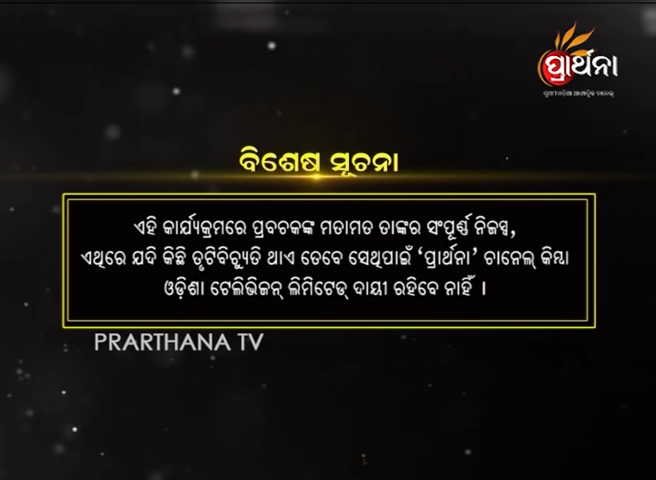 ପ୍ରାର୍ଥନା
ବିଶେଷ ସୂଚନା
ଏହି କାର୍ଯ୍ୟକ୍ରମରେ ପ୍ରବଚକଙ୍କ ମତାମତ ତାଙ୍କର ସଂପୂର୍ଣ୍ଣ ନିଜସ୍ୱ,
ଏଥିରେ ଯଦି କିଛି ତୃଟିବିଚ୍ୟୁତି ଥାଏ ତେବେ ସେଥିପାଇଁ ‘ପ୍ରାର୍ଥନା’ ଚାନେଲ୍ କିମ୍ବା
ଓଡ଼ିଶା ଟେଲିଭିଜନ୍ ଲିମିଟେଡ୍ ଦାୟୀ ରହିବେ ନାହିଁ ।
PRARTHANA TV